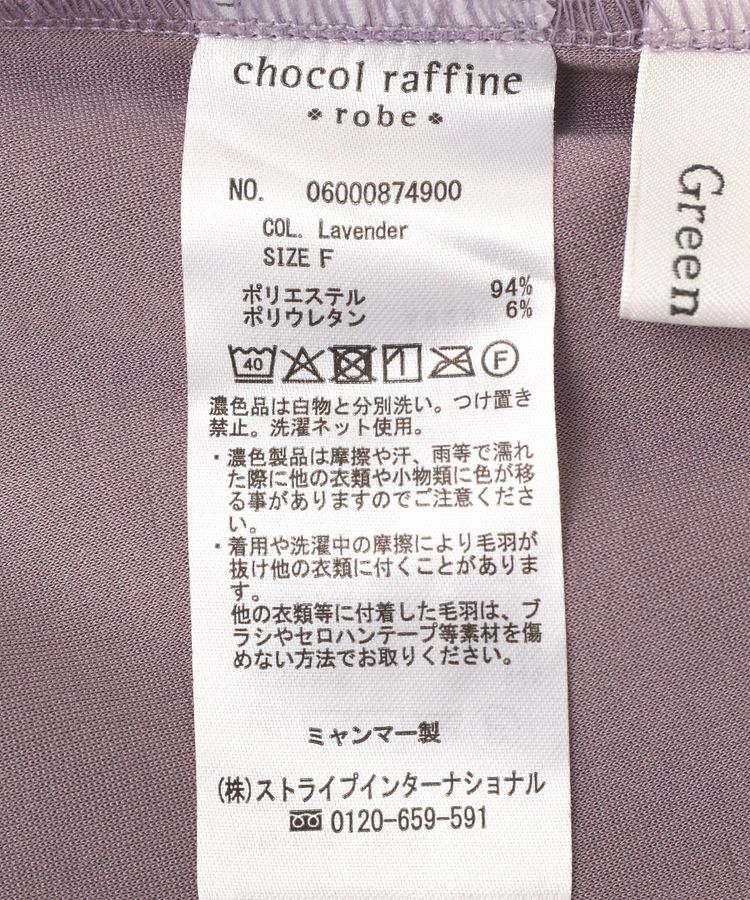 chocol raffine
robe
NO. 06000874900
COL. Lavender
SIZE F
ポリエステル 94%
ポリウレタン 6%
40 F
濃色品は白物と分別洗い。つけ置き
禁止。洗濯ネット使用。
・濃色製品は摩擦や汗、雨等で濡れ
た際に他の衣類や小物類に色が移
る事がありますのでご注意くださ
い。
・着用や洗濯中の摩擦により毛羽が
抜け他の衣類に付くことがありま
す。
他の衣類等に付着した毛羽は、ブ
ラシやセロハンテープ等素材を傷
めない方法でお取りください。
ミャンマー製
(株)ストライプインターナショナル
0120-659-591
Green